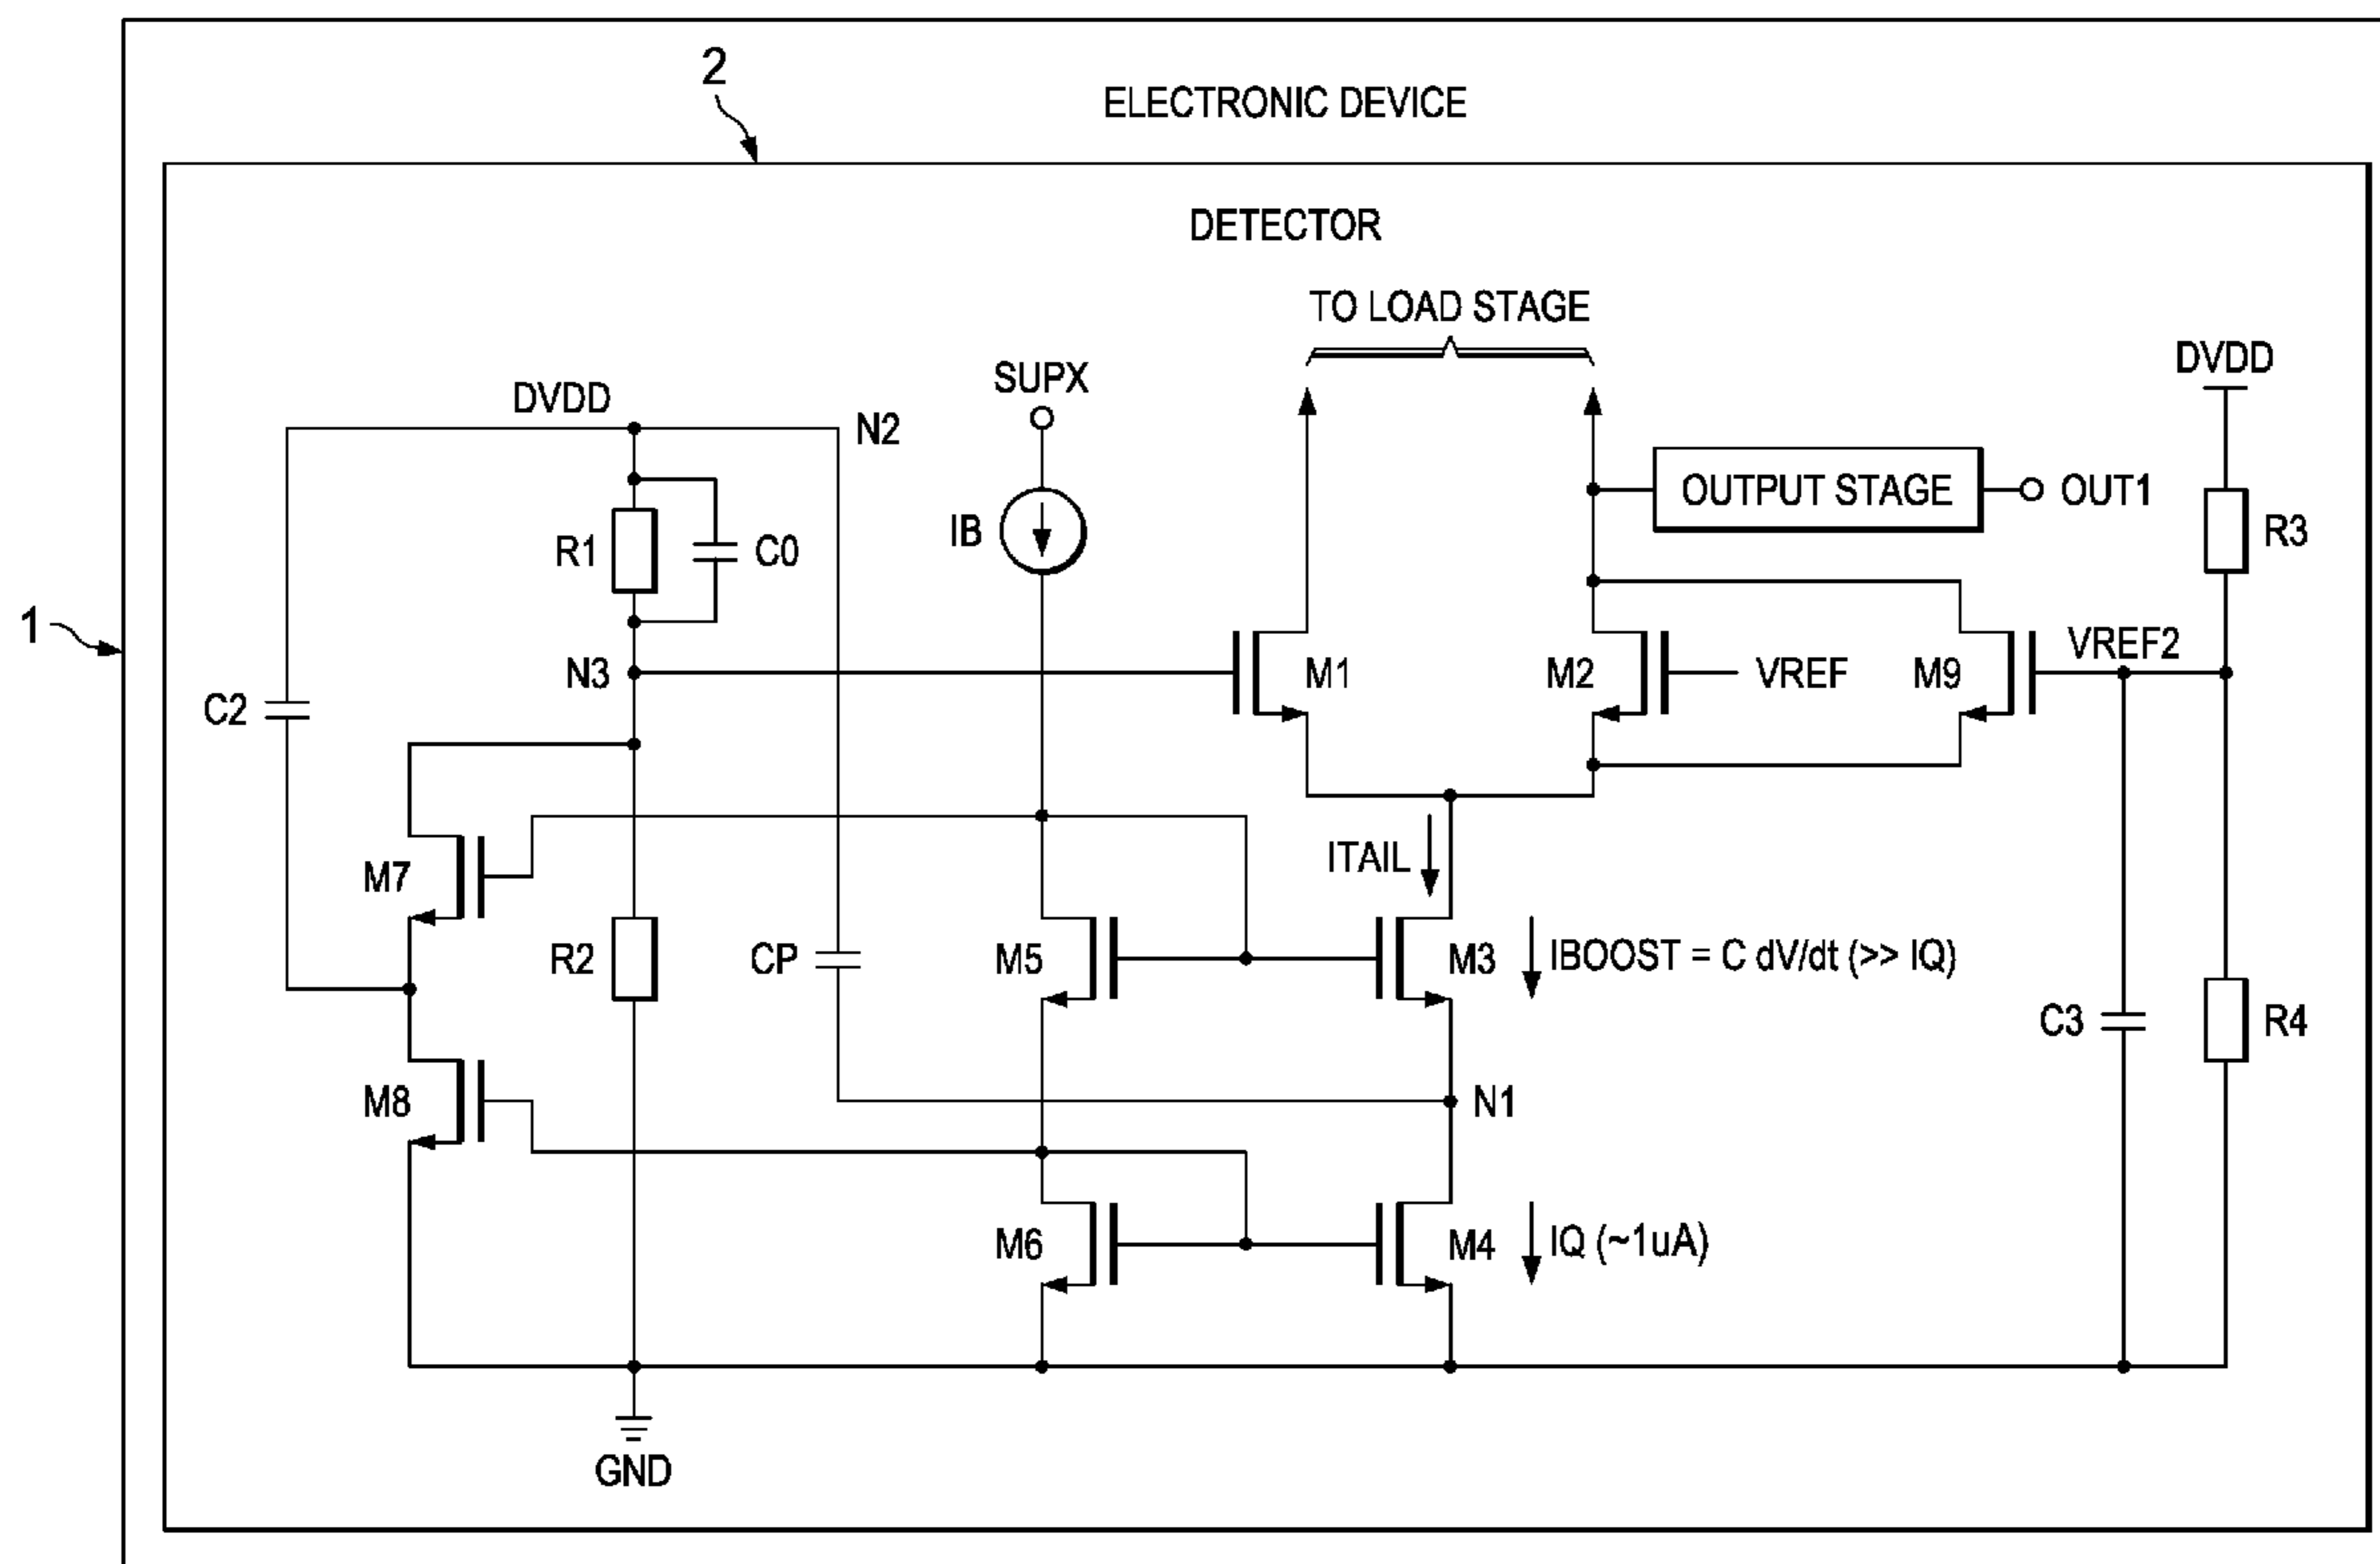 2
ELECTRONIC DEVICE
DETECTOR
TO LOAD STAGE
DVDD
SUPX
DVDD
N2
OUTPUT STAGE
OUT1
IB
R1
C0
R3
1
N3
M1
M2
VREF
M9
VREF2
C2
ITAIL
M7
R2
CP
M5
M3
IBOOST = C dV/dt (>> IQ)
C3
R4
M8
N1
M6
M4
IQ (~1uA)
GND